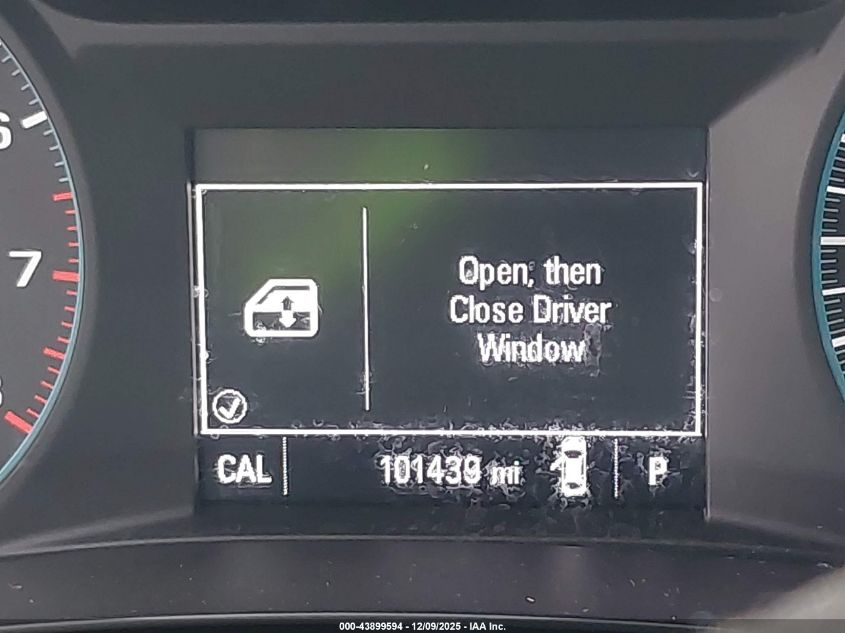 6
7
Open, then
Close Driver
Window
CAL 101439 mi P
000-43899594 - 12/09/2025 - IAA Inc.